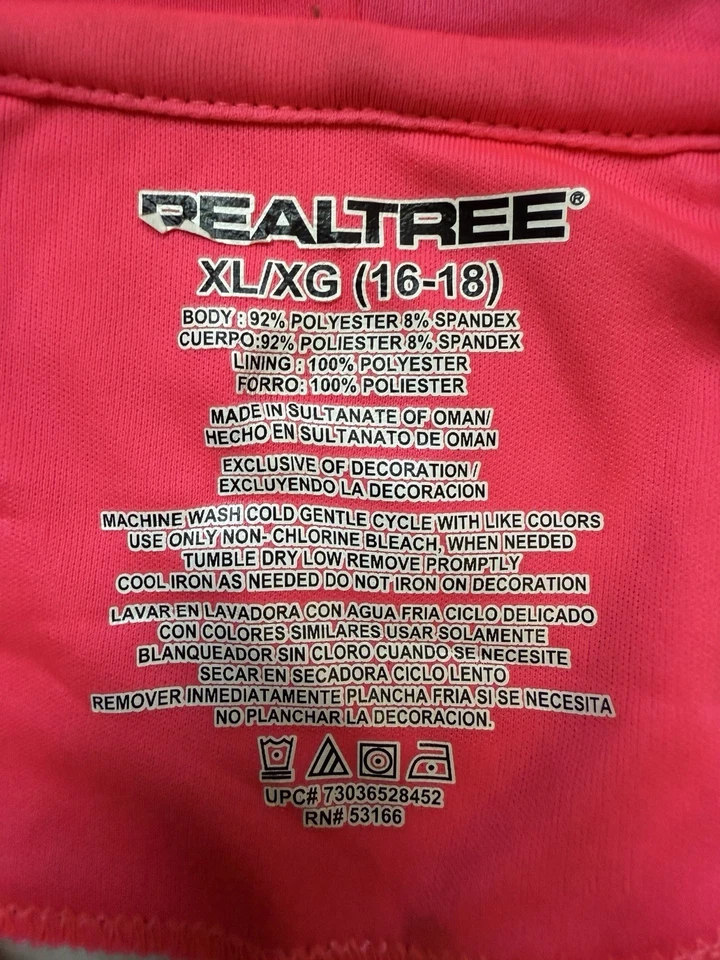 REALTREE®
XL/XG (16-18)
BODY : 92% POLYESTER 8% SPANDEX
CUERPO:92% POLIESTER 8% SPANDEX
LINING : 100% POLYESTER
FORRO: 100% POLIESTER
MADE IN SULTANATE OF OMAN/
HECHO EN SULTANATO DE OMAN
EXCLUSIVE OF DECORATION /
EXCLUYENDO LA DECORACION
MACHINE WASH COLD GENTLE CYCLE WITH LIKE COLORS
USE ONLY NON- CHLORINE BLEACH, WHEN NEEDED
TUMBLE DRY LOW REMOVE PROMPTLY
COOL IRON AS NEEDED DO NOT IRON ON DECORATION
LAVAR EN LAVADORA CON AGUA FRIA CICLO DELICADO
CON COLORES SIMILARES USAR SOLAMENTE
BLANQUEADOR SIN CLORO CUANDO SE NECESITE
SECAR EN SECADORA CICLO LENTO
REMOVER INMEDIATAMENTE PLANCHA FRIA SI SE NECESITA
NO PLANCHAR LA DECORACION.
UPC# 73036528452
RN# 53166